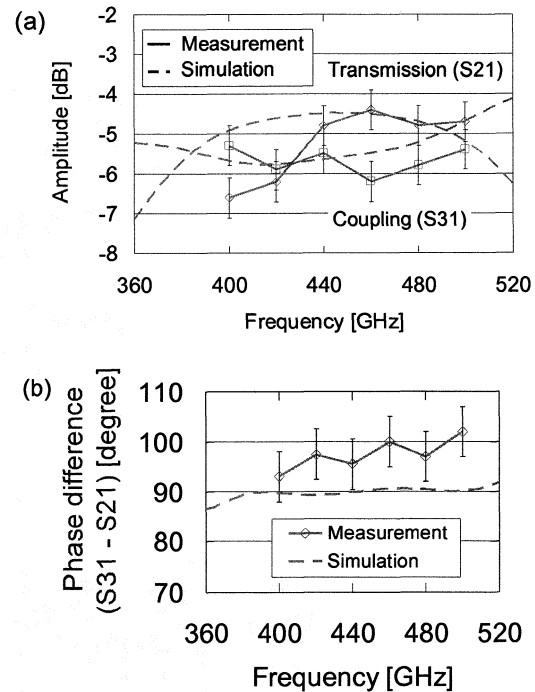 (a)
-2
-3
-4
-5
-6
-7
-8
Amplitude [dB]
Measurement
Simulation
Transmission (S21)
Coupling (S31)
360 400 440 480 520
Frequency [GHz]
(b)
110
100
90
80
70
Phase difference
(S31 - S21) [degree]
Measurement
Simulation
360 400 440 480 520
Frequency [GHz]